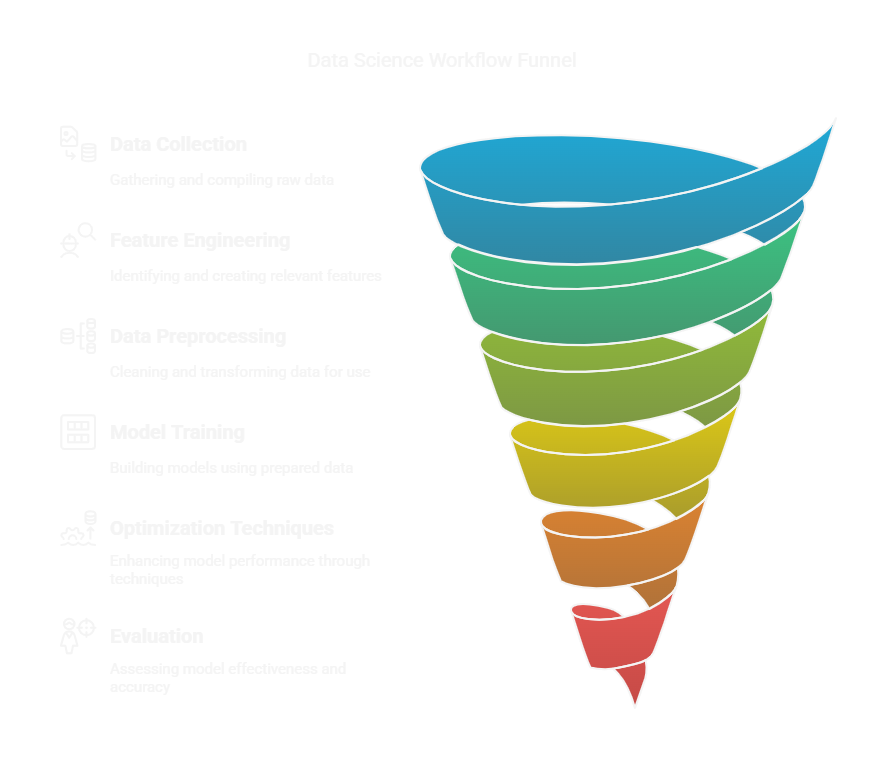 Data Science Workflow Funnel
Data Collection
Gathering and compiling raw data
Feature Engineering
Identifying and creating relevant features
Data Preprocessing
Cleaning and transforming data for use
Model Training
Building models using prepared data
Optimization Techniques
Enhancing model performance through
techniques
Evaluation
Assessing model effectiveness and
accuracy